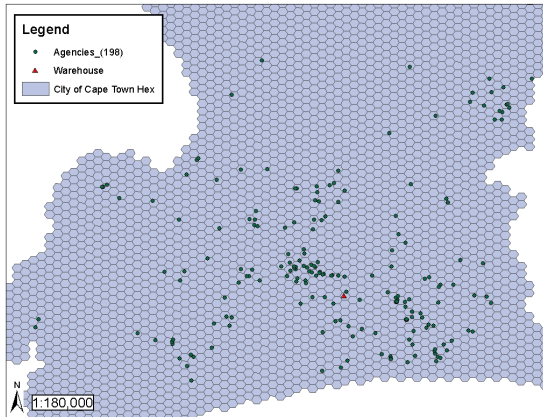 Legend
Agencies_(198)
Warehouse
City of Cape Town Hex
N
1:180,000